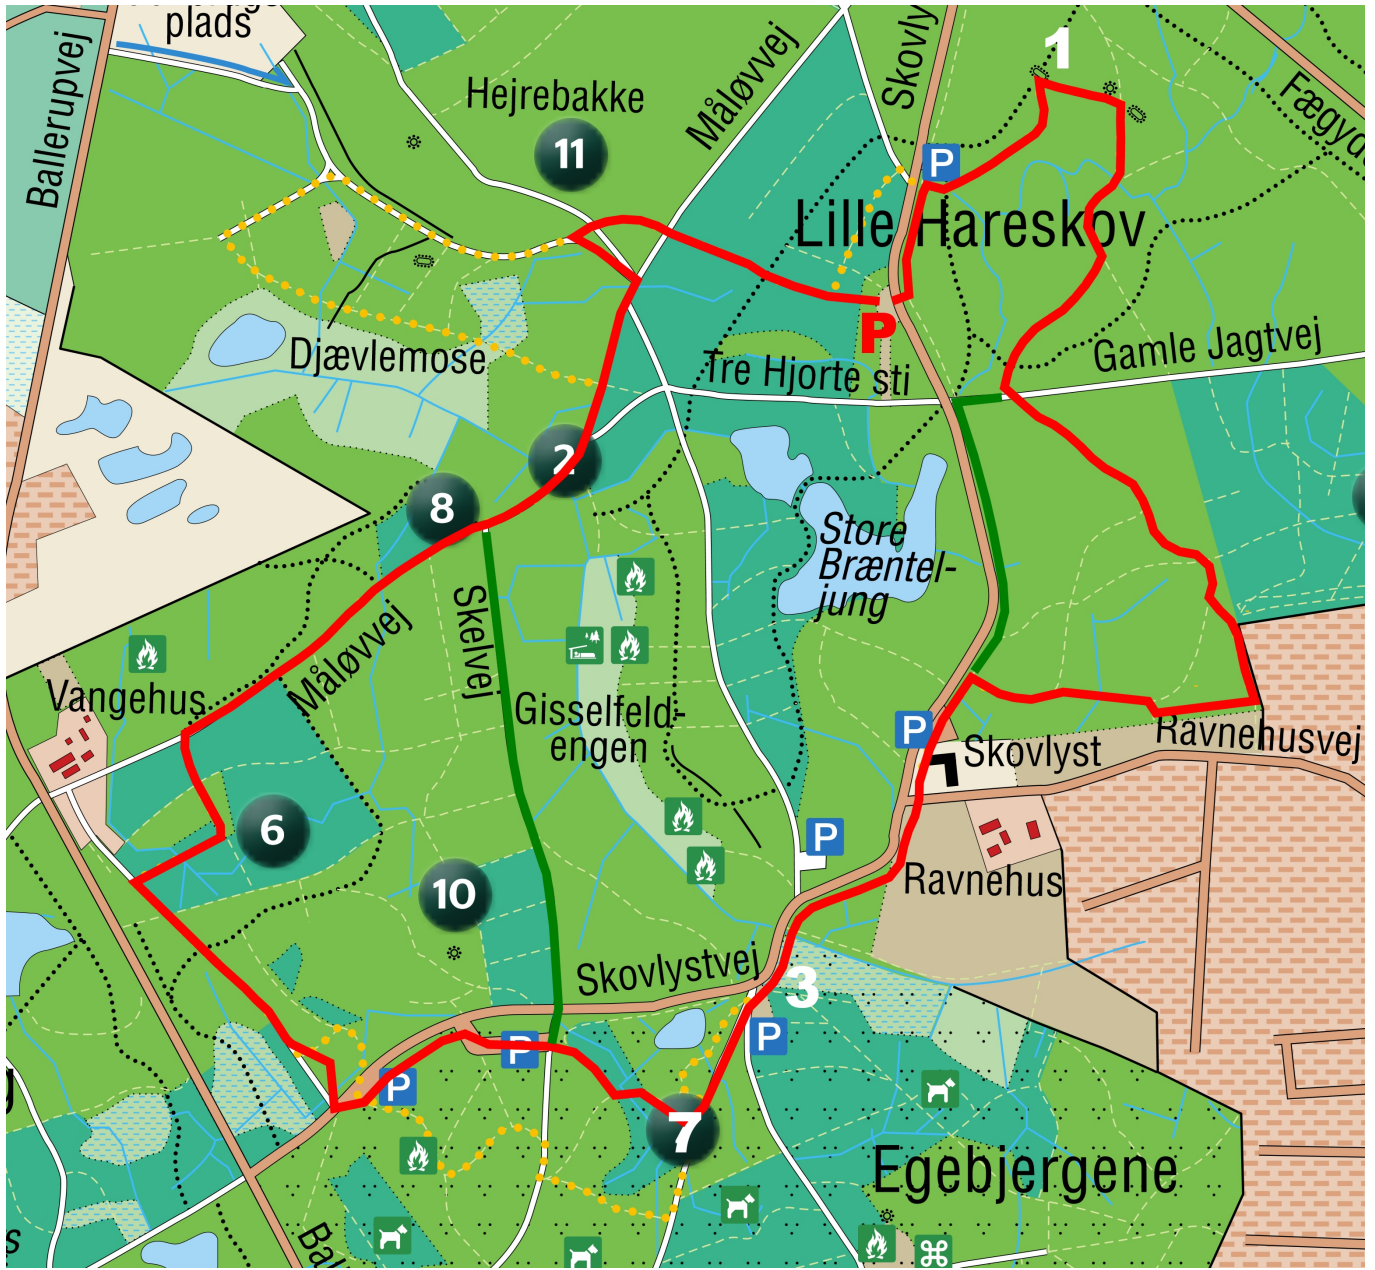 plads
Ballerupvej
Hejrebakke
11
Måløvvej
Skovly
1
P
Fægyd
Lille Hareskov
P
Djævlemose
Tre Hjorte sti
Gamle Jagtvej
2
8
Store
Bræntel-
jung
Skelvej
Måløvvej
Vangehus
Gisselfeld-
engen
P
Skovlyst
Ravnehusvej
6
P
Ravnehus
10
Skovlystvej
3
P
P
P
7
Egebjergene
g
s
Bal